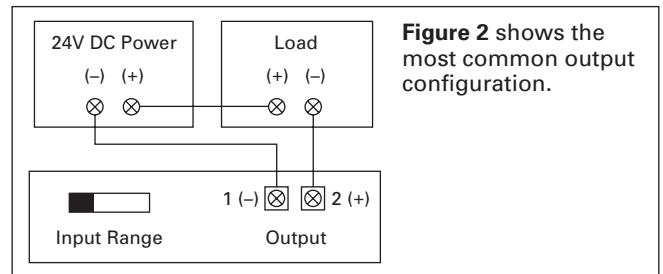 24V DC Power
(–) (+)
Load
(+) (–)
Figure 2 shows the
most common output
configuration.
1 (–)
2 (+)
Input Range
Output